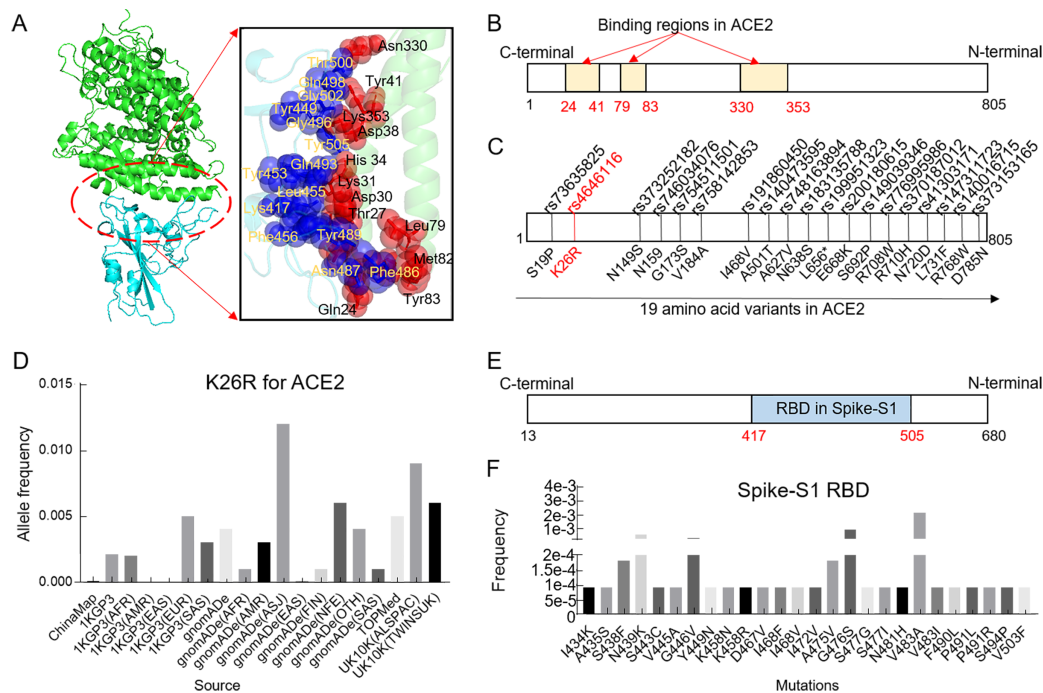 A
Asn330
Thr500
Gln498
Gly502
Tyr449
Gly496
Tyr505
Tyr41
Lys353
Asp38
His 34
Gln493
Tyr453
Lys31
Leu455
Asp30
Lys417
Thr27
Leu79
Phe456
Tyr489
Met82
Asn487
Phe486
Tyr83
Gln24
B
Binding regions in ACE2
C-terminal
N-terminal
1
24
41
79
83
330
353
805
C
rs73635825
rs4646116
rs373252182
rs746034076
rs754511501
rs758142853
rs191860450
rs140473595
rs748163894
rs183135788
rs199951323
rs200180615
rs149039346
rs776995986
rs370187012
rs41303171
rs147311723
rs140016715
rs373153165
1
805
S19P
K26R
N149S
N159
G173S
V184A
I468V
A501T
A627V
N638S
L656*
E668K
S692P
R708W
R710H
N720D
L731F
R768W
D785N
19 amino acid variants in ACE2
D
K26R for ACE2
Allele frequency
0.015
0.010
0.005
0.000
ChinaMap
1KGP3
1KGP3(AFR)
1KGP3(AMR)
1KGP3(EAS)
1KGP3(EUR)
1KGP3(SAS)
gnomADe
gnomADe(AFR)
gnomADe(AMR)
gnomADe(ASJ)
gnomADe(EAS)
gnomADe(FIN)
gnomADe(NFE)
gnomADe(OTH)
gnomADe(SAS)
TOPMed
UK10K(ALSPAC)
UK10K(TWINSUK)
Source
E
C-terminal
N-terminal
RBD in Spike-S1
13
417
505
680
F
Spike-S1 RBD
Frequency
4e-3
3e-3
2e-3
1e-3
2e-4
1.5e-4
1e-4
5e-5
0
I434K
A435S
S438F
N439K
S443C
V445A
G446V
Y449N
K458N
K458R
D467V
I468F
I468V
I472V
A475V
G476S
S477G
S477I
N481H
V483A
V483I
F490L
P491L
P491R
S494P
V503F
Mutations